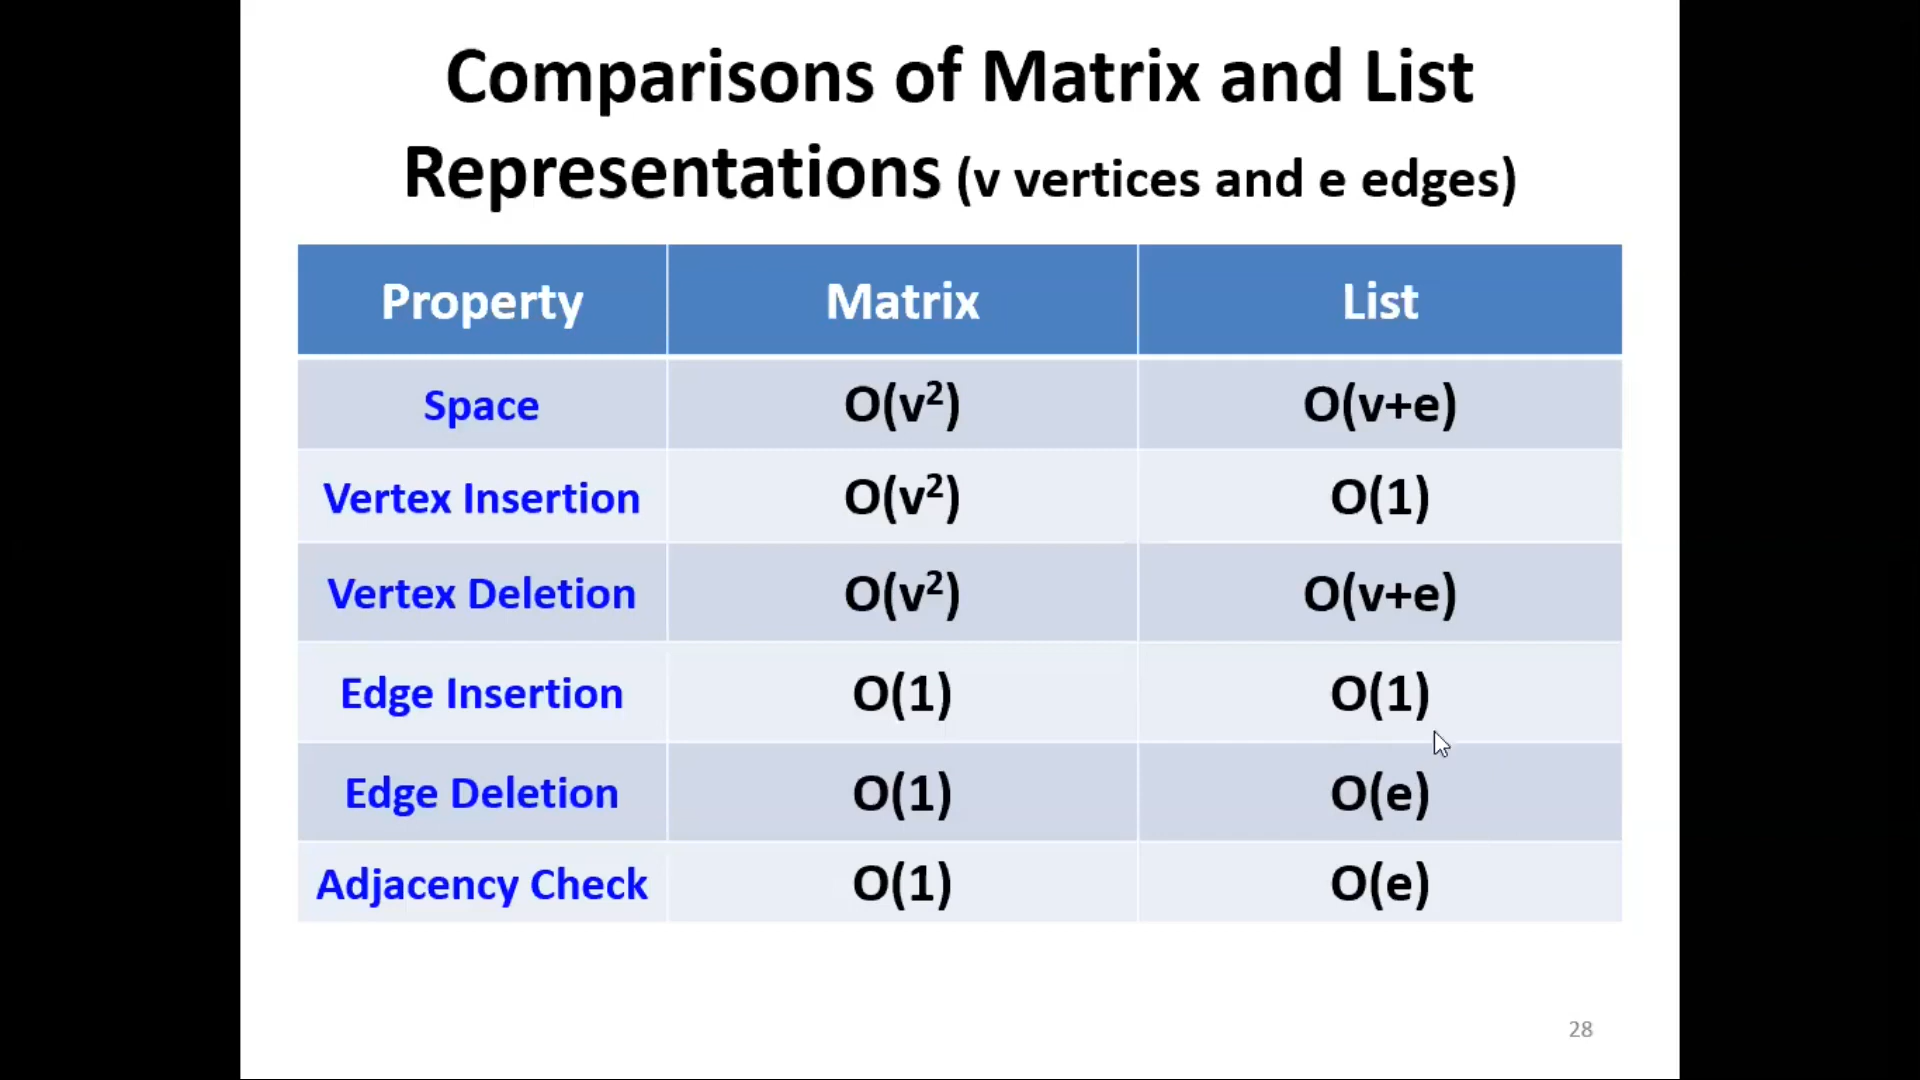 Comparisons of Matrix and List
Representations (v vertices and e edges)
Property Matrix List
Space O(v²) O(v+e)
Vertex Insertion O(v²) O(1)
Vertex Deletion O(v²) O(v+e)
Edge Insertion O(1) O(1)
Edge Deletion O(1) O(e)
Adjacency Check O(1) O(e)
28